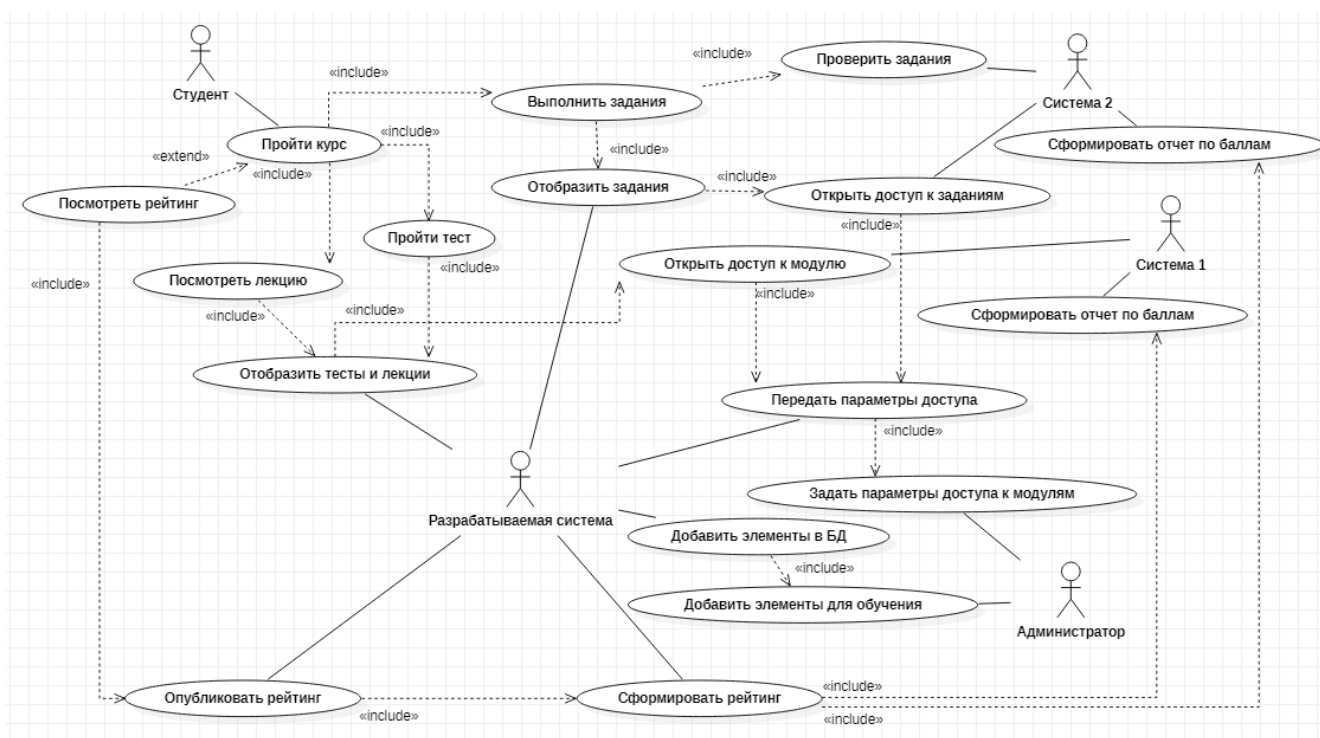 Студент
«include»
«include»
Проверить задания
Система 2
Выполнить задания
Пройти курс
«include»
Сформировать отчет по баллам
«extend»
«include»
«include»
«include»
Посмотреть рейтинг
Отобразить задания
Открыть доступ к заданиям
«include»
Пройти тест
«include»
Открыть доступ к модулю
Система 1
Посмотреть лекцию
«include»
«include»
«include»
«include»
Сформировать отчет по баллам
Отобразить тесты и лекции
Передать параметры доступа
«include»
Задать параметры доступа к модулям
Разрабатываемая система
Добавить элементы в БД
«include»
Добавить элементы для обучения
Администратор
Опубликовать рейтинг
«include»
Сформировать рейтинг
«include»
«include»